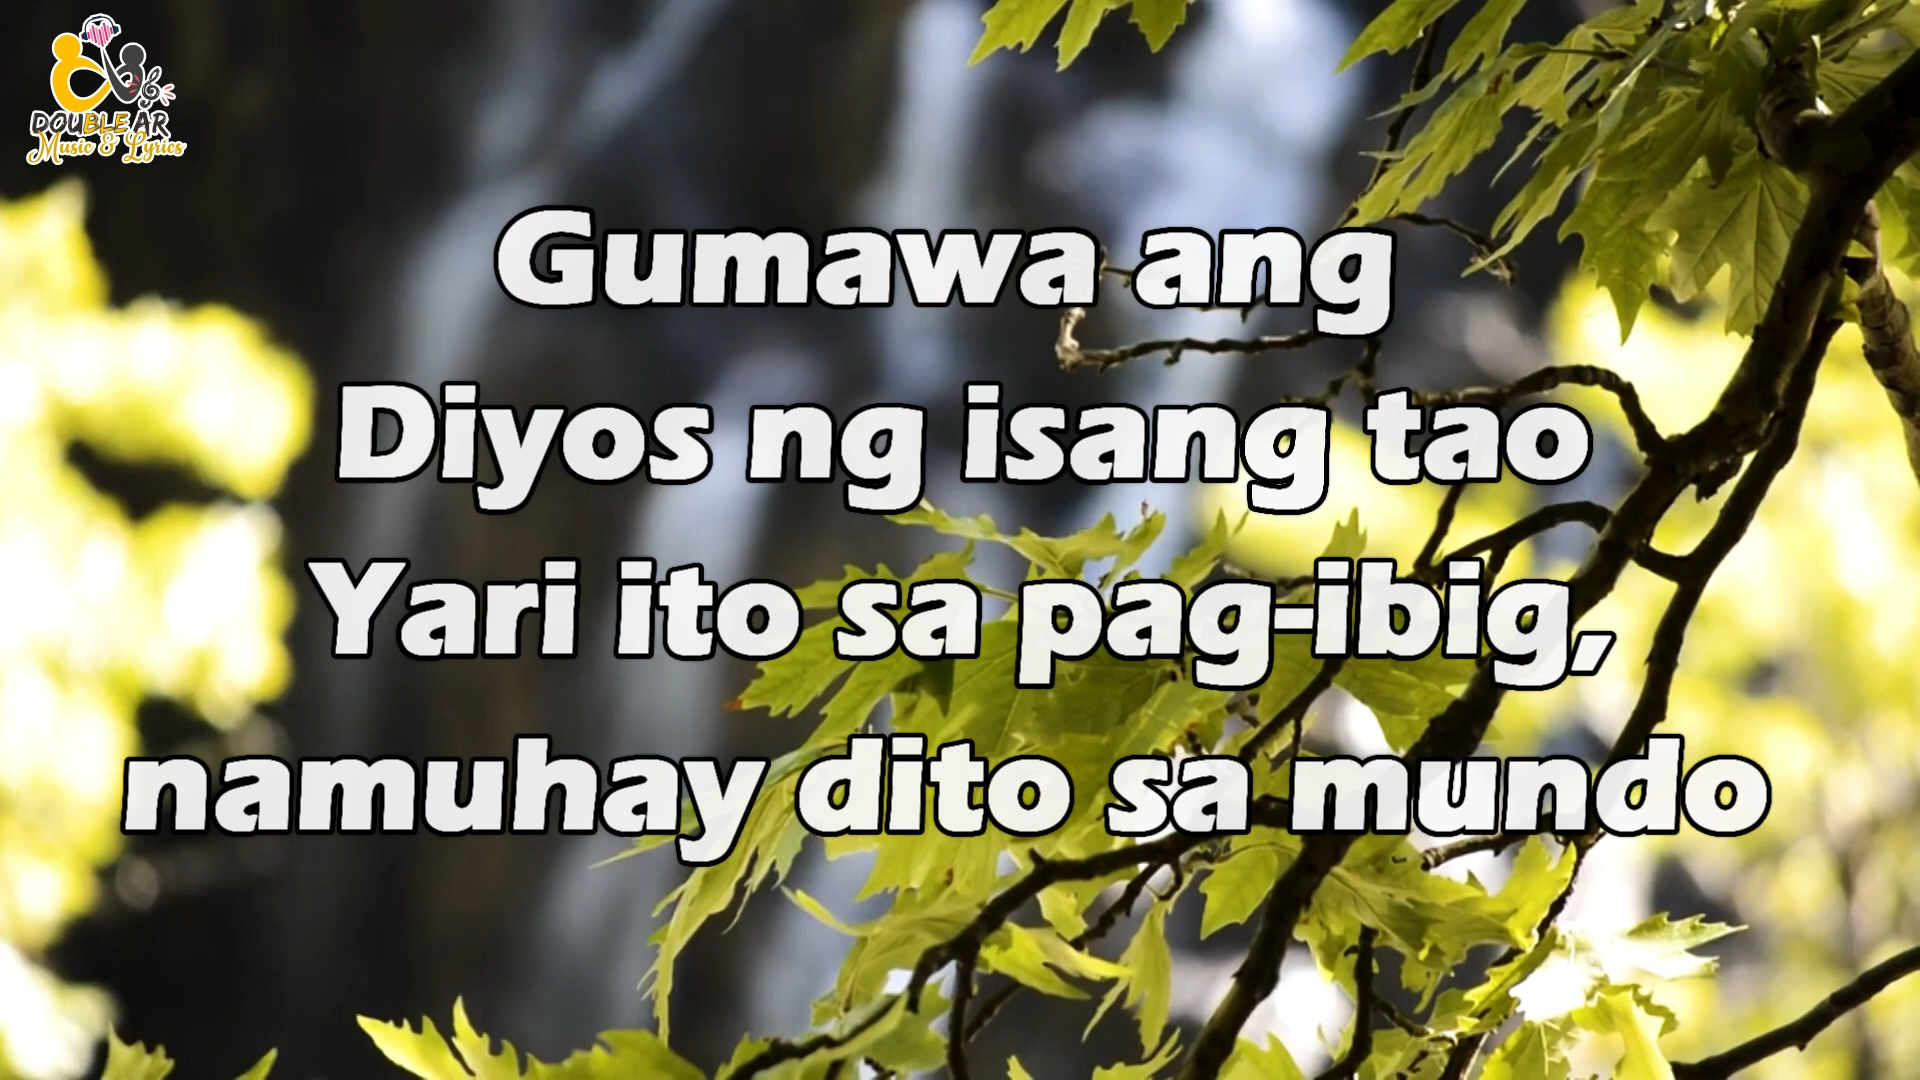 DOUBLE AR
Music & Lyrics
Gumawa ang
Diyos ng isang tao
Yari ito sa pag-ibig,
namuhay dito sa mundo